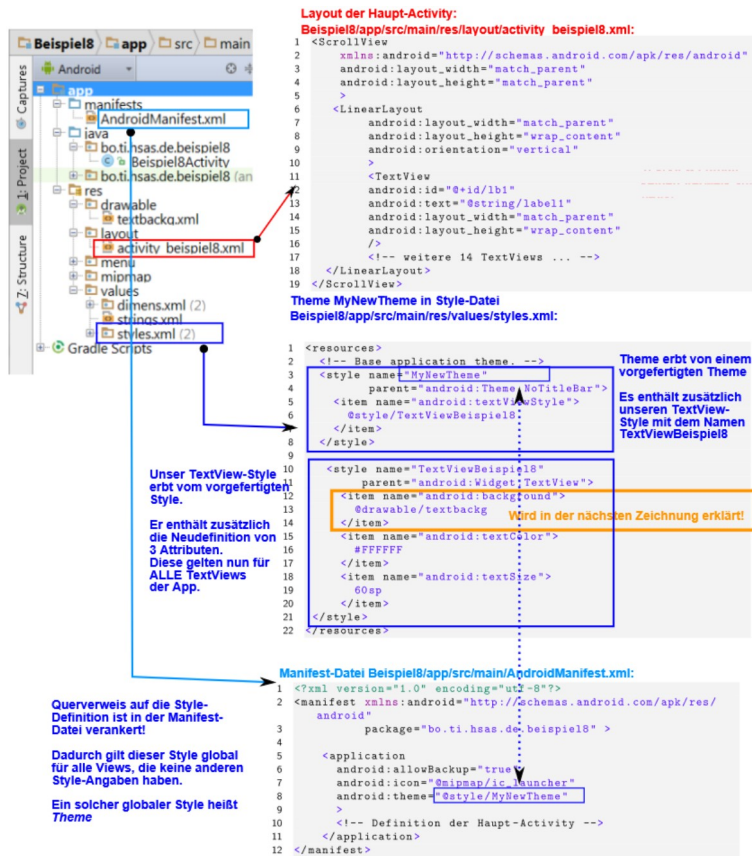 Layout der Haupt-Activity:
Beispiel8/app/src/main/res/layout/activity_beispiel8.xml:
Beispiel8 app src main
Android
Captures
1: Project
7: Structure
app
manifests
AndroidManifest.xml
java
bo.ti.hsas.de.beispiel8
Beispiel8Activity
bo.ti.hsas.de.beispiel8 (an
res
drawable
textbackg.xml
layout
activity_beispiel8.xml
menu
mipmap
values
dimens.xml (2)
strings.xml
styles.xml (2)
Gradle Scripts
1 <ScrollView
2 xmlns:android="http://schemas.android.com/apk/res/android"
3 android:layout_width="match_parent"
4 android:layout_height="match_parent"
5 >
6 <LinearLayout
7 android:layout_width="match_parent"
8 android:layout_height="wrap_content"
9 android:orientation="vertical"
10 >
11 <TextView
12 android:id="@+id/lb1"
13 android:text="@string/label1"
14 android:layout_width="match_parent"
15 android:layout_height="wrap_content"
16 />
17 <!-- weitere 14 TextViews ... -->
18 </LinearLayout>
19 </ScrollView>
Theme MyNewTheme in Style-Datei
Beispiel8/app/src/main/res/values/styles.xml:
1 <resources>
2 <!-- Base application theme. -->
3 <style name="MyNewTheme"
4 parent="android:Theme.NoTitleBar">
5 <item name="android:textViewStyle">
6 @style/TextViewBeispiel8
7 </item>
8 </style>
9
10 <style name="TextViewBeispiel8"
11 parent="android:Widget.TextView">
12 <item name="android:background">
13 @drawable/textbackg
14 </item>
15 <item name="android:textColor">
16 #FFFFFF
17 </item>
18 <item name="android:textSize">
19 60sp
20 </item>
21 </style>
22 </resources>
Theme erbt von einem
vorgefertigten Theme
Es enthält zusätzlich
unseren TextView-
Style mit dem Namen
TextViewBeispiel8
Wird in der nächsten Zeichnung erklärt!
Unser TextView-Style
erbt vom vorgefertigten
Style.
Er enthält zusätzlich
die Neudefinition von
3 Attributen.
Diese gelten nun für
ALLE TextViews
der App.
Manifest-Datei Beispiel8/app/src/main/AndroidManifest.xml:
1 <?xml version="1.0" encoding="utf-8"?>
2 <manifest xmlns:android="http://schemas.android.com/apk/res/
android"
3 package="bo.ti.hsas.de.beispiel8" >
4
5 <application
6 android:allowBackup="true"
7 android:icon="@mipmap/ic_launcher"
8 android:theme="@style/MyNewTheme"
9 >
10 <!-- Definition der Haupt-Activity -->
11 </application>
12 </manifest>
Querverweis auf die Style-
Definition ist in der Manifest-
Datei verankert!
Dadurch gilt dieser Style global
für alle Views, die keine anderen
Style-Angaben haben.
Ein solcher globaler Style heißt
Theme